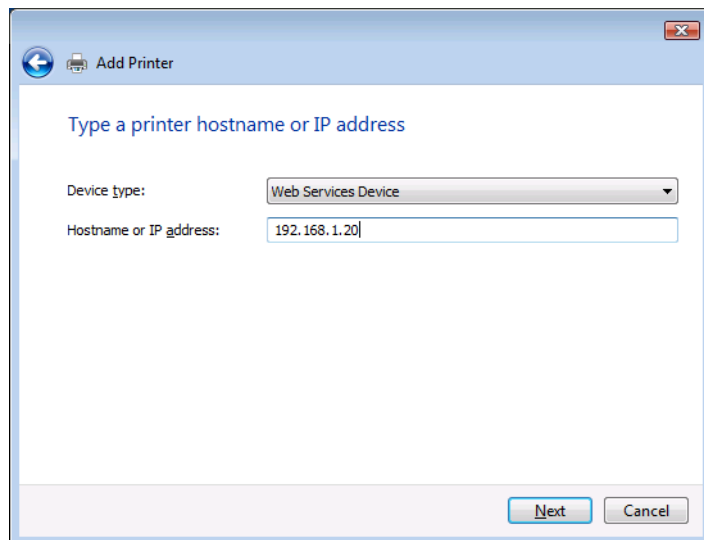 Add Printer
Type a printer hostname or IP address
Device type: Web Services Device
Hostname or IP address: 192.168.1.20
Next Cancel